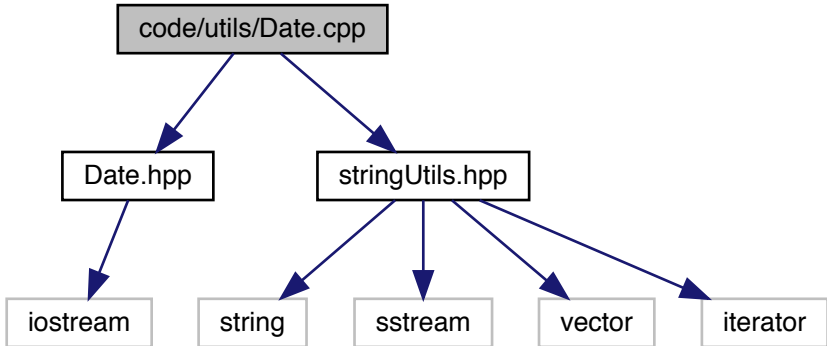 code/utils/Date.cpp
Date.hpp
stringUtils.hpp
iostream
string
sstream
vector
iterator